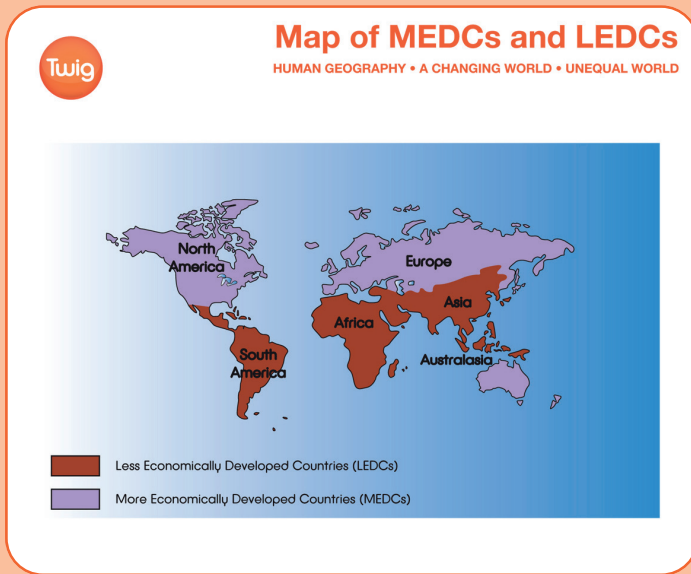 Twig
Map of MEDCs and LEDCs
HUMAN GEOGRAPHY • A CHANGING WORLD • UNEQUAL WORLD
North
America
Europe
Asia
Africa
South
America
Australasia
Less Economically Developed Countries (LEDCs)
More Economically Developed Countries (MEDCs)